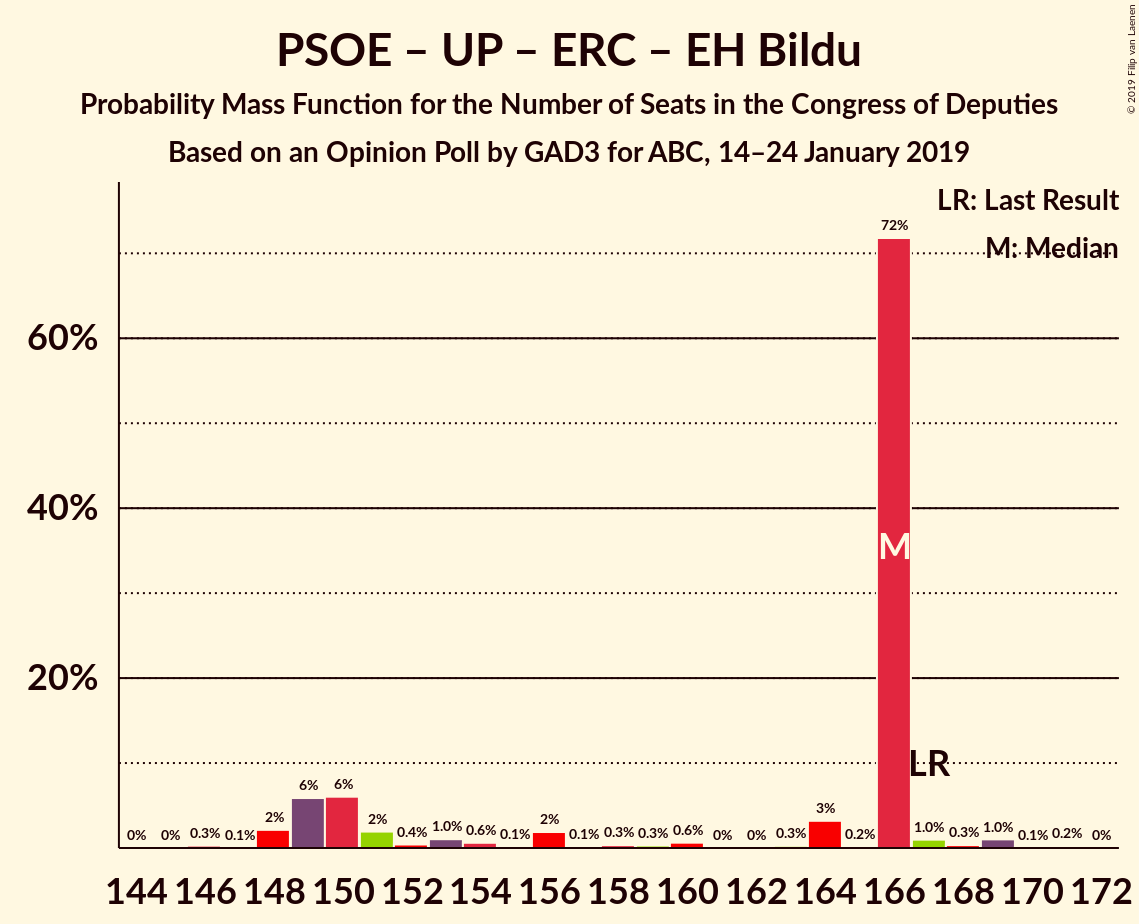 PSOE – UP – ERC – EH Bildu
Probability Mass Function for the Number of Seats in the Congress of Deputies
Based on an Opinion Poll by GAD3 for ABC, 14–24 January 2019
© 2019 Filip van Laenen
LR: Last Result
M: Median
60%
40%
20%
0% 0% 0.3% 0.1% 2% 6% 6% 2% 0.4% 1.0% 0.6% 0.1% 2% 0.1% 0.3% 0.3% 0.6% 0% 0% 0.3% 3% 0.2% 72% 1.0% 0.3% 1.0% 0.1% 0.2% 0%
M
LR
144 146 148 150 152 154 156 158 160 162 164 166 168 170 172